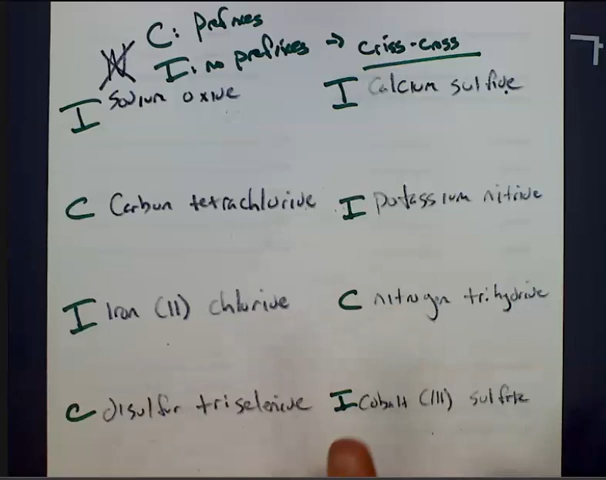 C: Prefixes
I: no prefixes → criss-cross
I Sodium oxide
I Calcium sulfide
C Carbon tetrachloride
I Potassium nitride
I Iron (II) chloride
C nitrogen trihydride
C disulfur triselenide
I Cobalt (III) sulfide